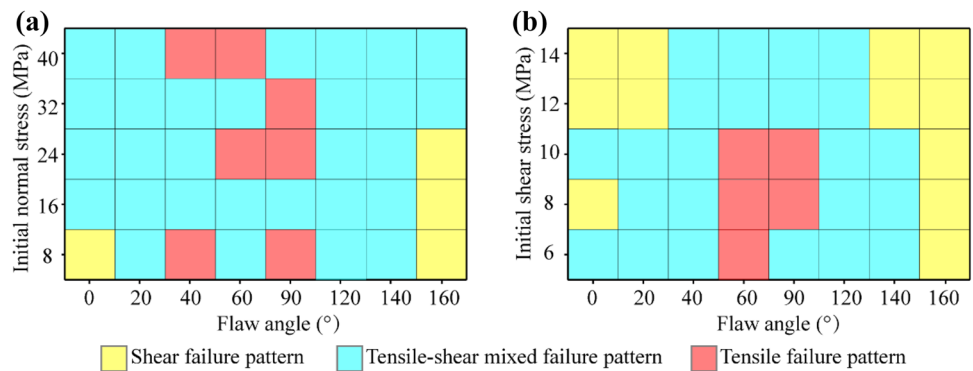 (a)
Initial normal stress (MPa)
40
32
24
16
8
0 20 40 60 90 120 140 160
Flaw angle (°)
(b)
Initial shear stress (MPa)
14
12
10
8
6
0 20 40 60 90 120 140 160
Flaw angle (°)
Shear failure pattern Tensile-shear mixed failure pattern Tensile failure pattern